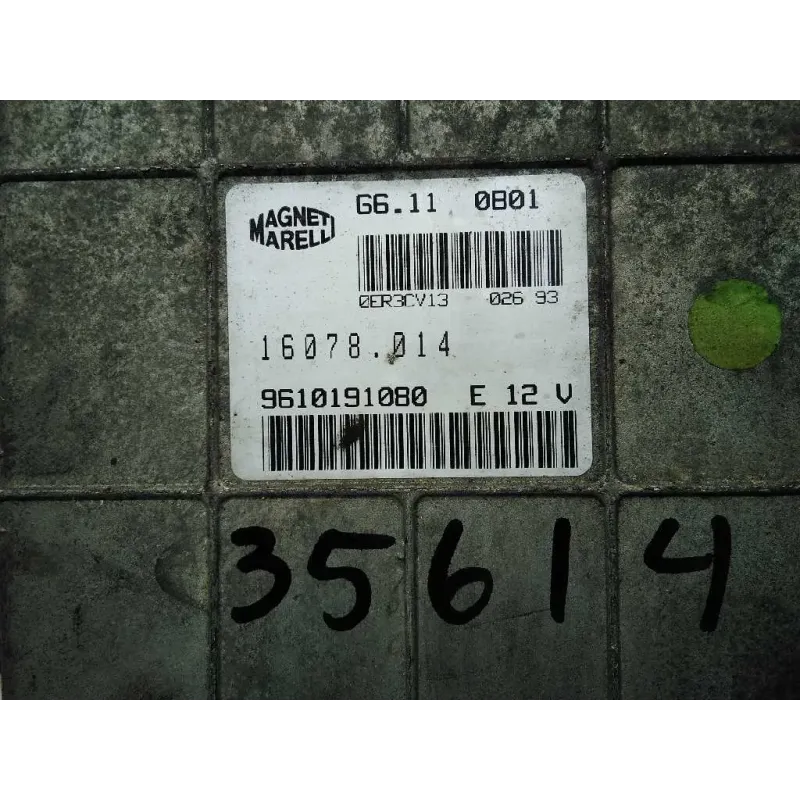 MAGNETI
MARELLI
G6.11 0B01
0ER3CV13 026 93
16078.014
9610191080 E 12 V
35614